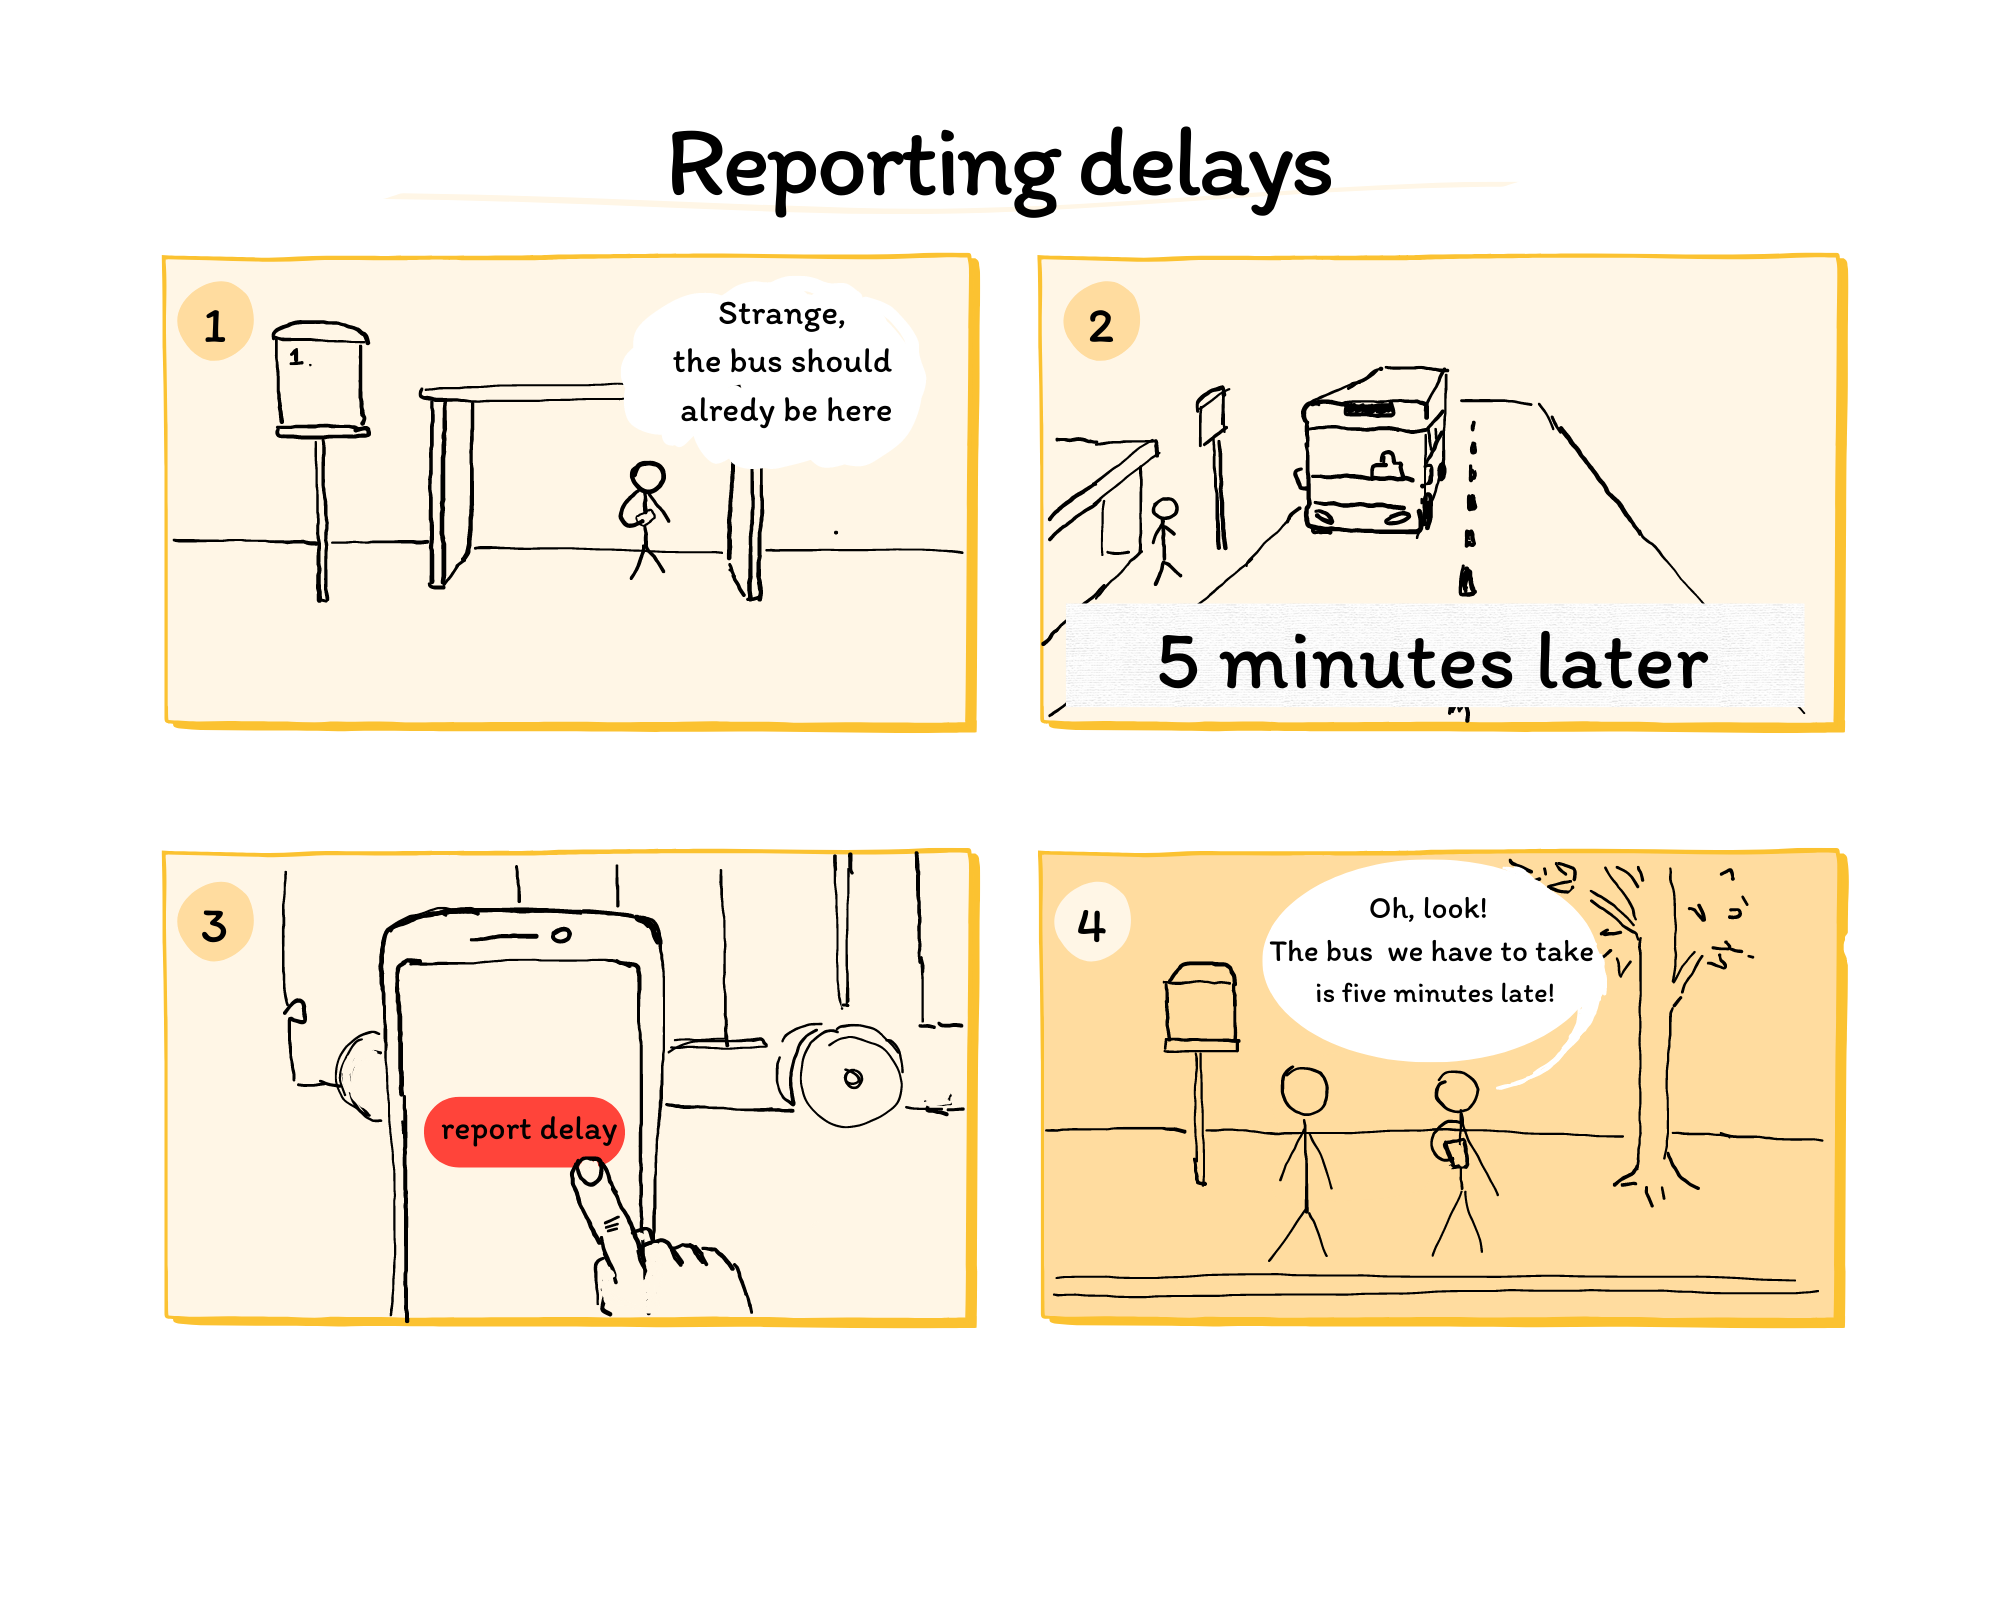 Reporting delays
1
1.
Strange,
the bus should
alredy be here
2
5 minutes later
3
report delay
4
Oh, look!
The bus we have to take
is five minutes late!